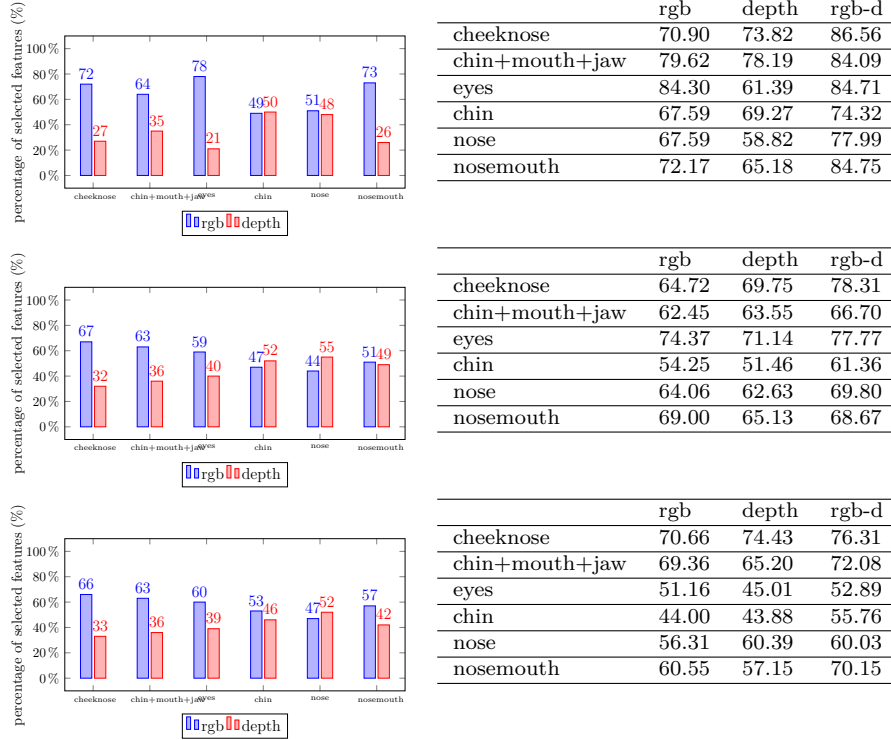 percentage of selected features (%)
100 %
80 %
60 %
40 %
20 %
0 %
72
64
78
49
51
73
27
35
21
50
48
26
cheeknose
chin+mouth+jaw
eyes
chin
nose
nosemouth
rgb depth
rgb depth rgb-d
cheeknose 70.90 73.82 86.56
chin+mouth+jaw 79.62 78.19 84.09
eyes 84.30 61.39 84.71
chin 67.59 69.27 74.32
nose 67.59 58.82 77.99
nosemouth 72.17 65.18 84.75
percentage of selected features (%)
100 %
80 %
60 %
40 %
20 %
0 %
67
63
59
47
44
51
32
36
40
52
55
49
cheeknose
chin+mouth+jaw
eyes
chin
nose
nosemouth
rgb depth
rgb depth rgb-d
cheeknose 64.72 69.75 78.31
chin+mouth+jaw 62.45 63.55 66.70
eyes 74.37 71.14 77.77
chin 54.25 51.46 61.36
nose 64.06 62.63 69.80
nosemouth 69.00 65.13 68.67
percentage of selected features (%)
100 %
80 %
60 %
40 %
20 %
0 %
66
63
60
53
47
57
33
36
39
46
52
42
cheeknose
chin+mouth+jaw
eyes
chin
nose
nosemouth
rgb depth
rgb depth rgb-d
cheeknose 70.66 74.43 76.31
chin+mouth+jaw 69.36 65.20 72.08
eyes 51.16 45.01 52.89
chin 44.00 43.88 55.76
nose 56.31 60.39 60.03
nosemouth 60.55 57.15 70.15